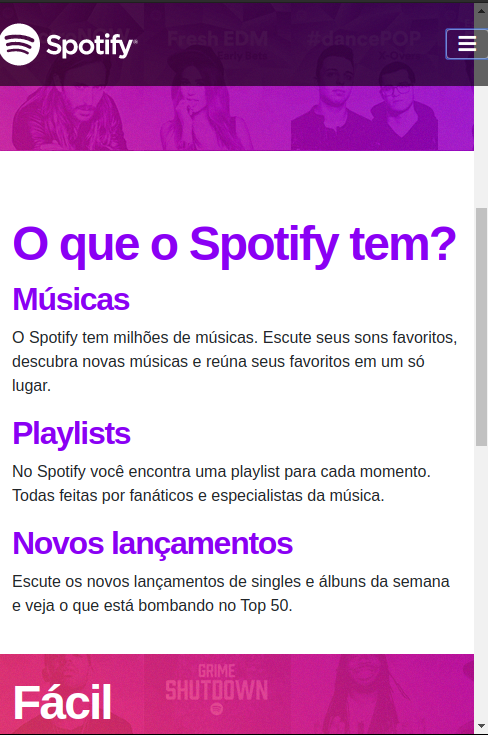 Spotify
Fresh EDM
#dancePOP
O que o Spotify tem?
Músicas
O Spotify tem milhões de músicas. Escute seus sons favoritos,
descubra novas músicas e reúna seus favoritos em um só
lugar.
Playlists
No Spotify você encontra uma playlist para cada momento.
Todas feitas por fanáticos e especialistas da música.
Novos lançamentos
Escute os novos lançamentos de singles e álbuns da semana
e veja o que está bombando no Top 50.
GRIME
SHUTDOWN
Fácil